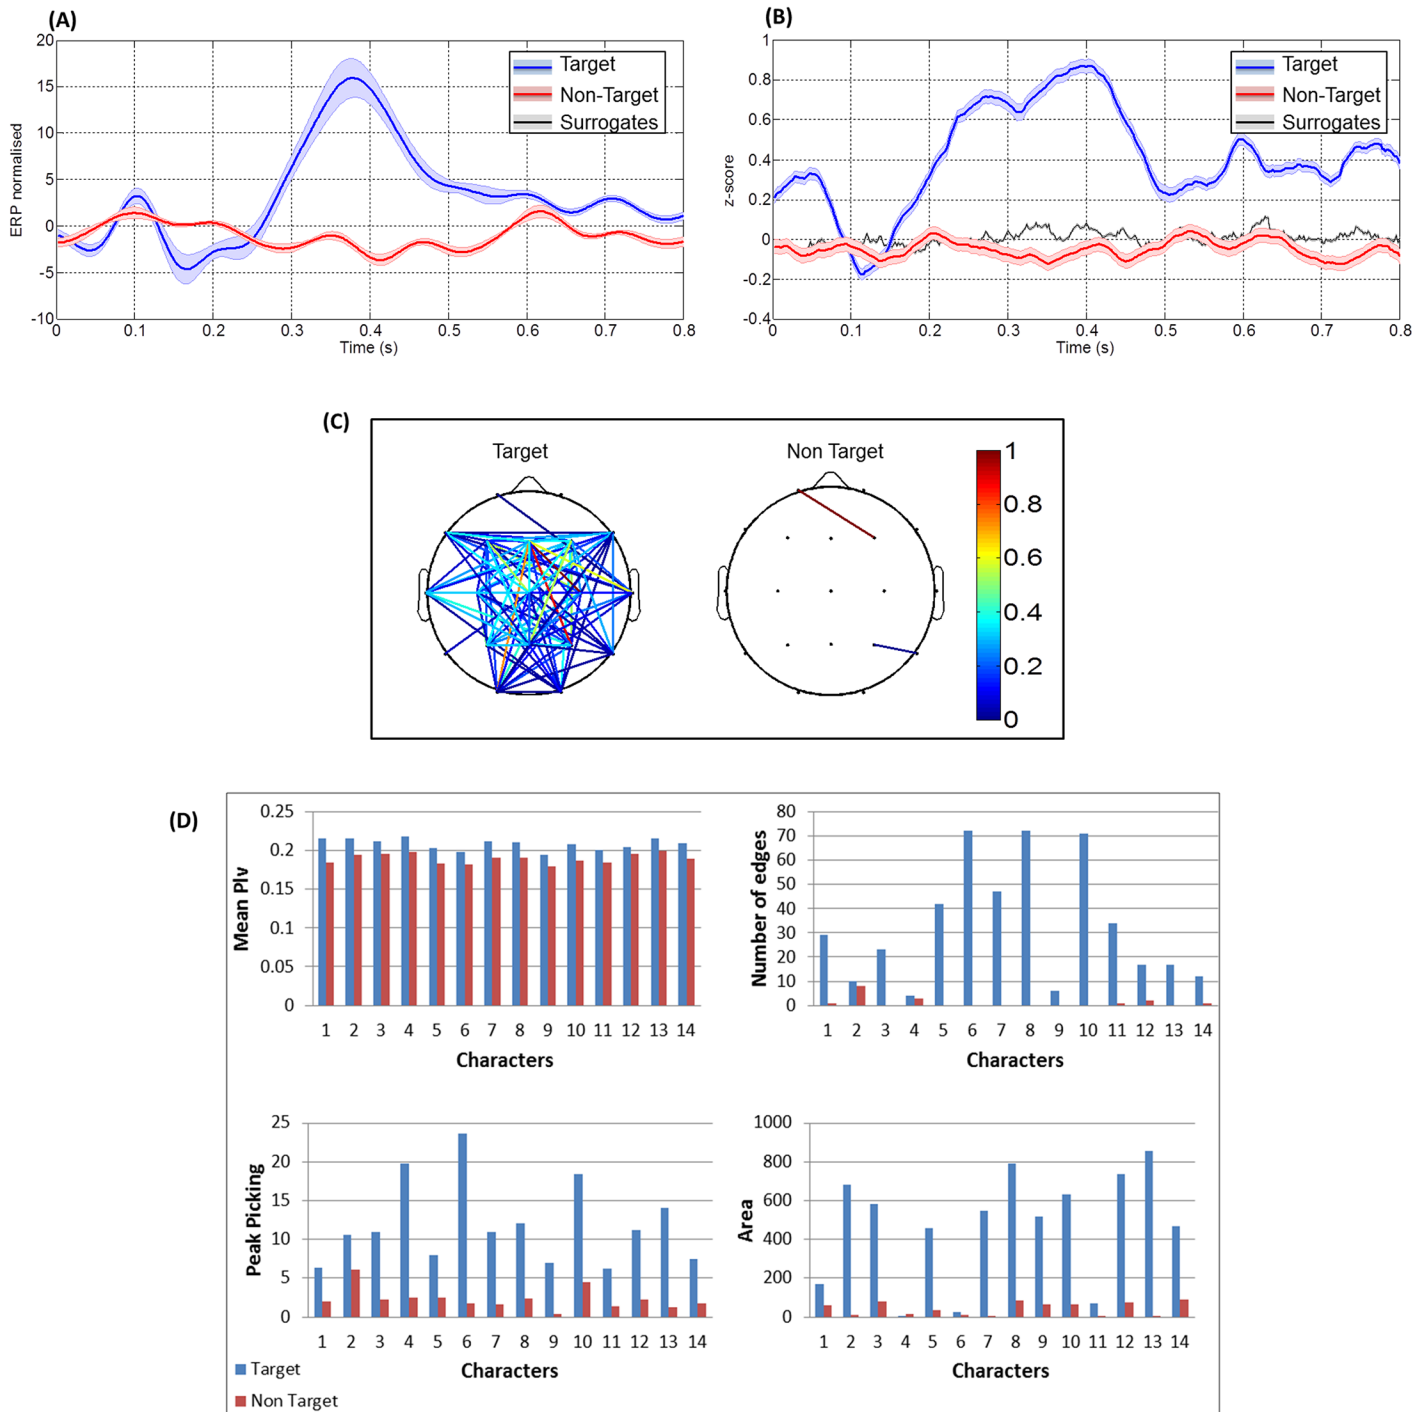 (A)
ERP normalised
20
15
10
5
0
-5
-10
0 0.1 0.2 0.3 0.4 0.5 0.6 0.7 0.8
Time (s)
Target
Non-Target
Surrogates
(B)
z-score
1
0.8
0.6
0.4
0.2
0
-0.2
-0.4
0 0.1 0.2 0.3 0.4 0.5 0.6 0.7 0.8
Time (s)
Target
Non-Target
Surrogates
(C)
Target
Non Target
1
0.8
0.6
0.4
0.2
0
(D)
Mean Plv
0.25
0.2
0.15
0.1
0.05
0
1 2 3 4 5 6 7 8 9 10 11 12 13 14
Characters
Number of edges
80
70
60
50
40
30
20
10
0
1 2 3 4 5 6 7 8 9 10 11 12 13 14
Characters
Peak Picking
25
20
15
10
5
0
1 2 3 4 5 6 7 8 9 10 11 12 13 14
Characters
Area
1000
800
600
400
200
0
1 2 3 4 5 6 7 8 9 10 11 12 13 14
Characters
Target
Non Target